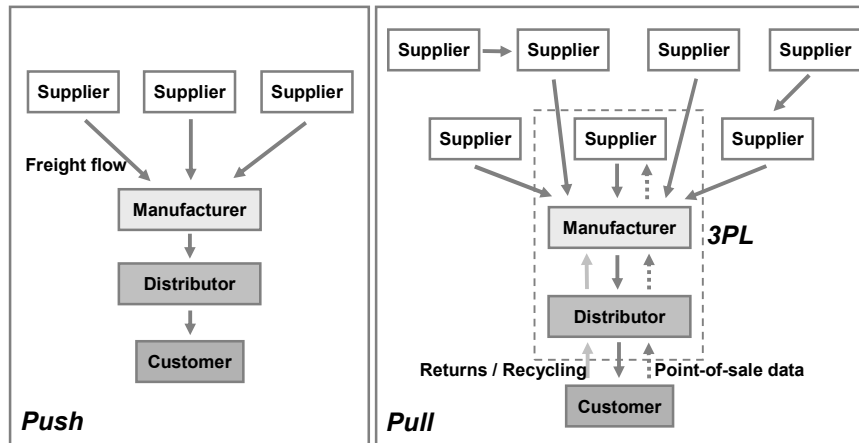 Supplier
Supplier
Supplier
Freight flow
Manufacturer
Distributor
Customer
Push
Supplier
Supplier
Supplier
Supplier
Supplier
Supplier
Supplier
Manufacturer
3PL
Distributor
Returns / Recycling
Point-of-sale data
Customer
Pull